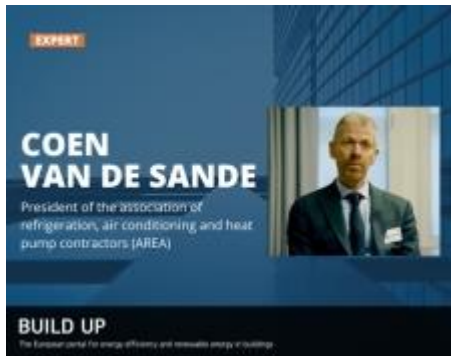 EXPERT
COEN
VAN DE SANDE
President of the association of
refrigeration, air conditioning and heat
pump contractors (AREA)
BUILD UP
The European portal for energy efficiency and renewable energy in buildings